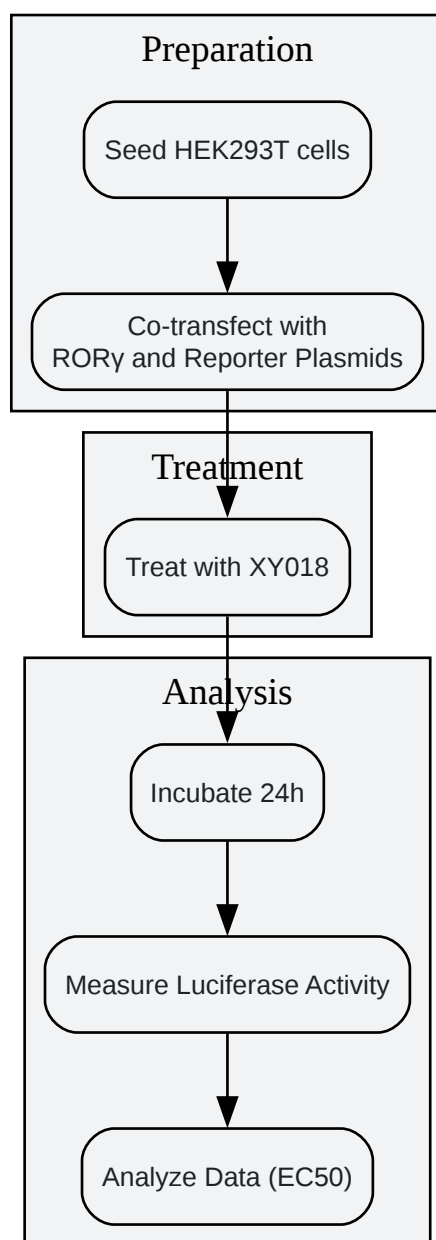 Preparation
Seed HEK293T cells
Co-transfect with
RORγ and Reporter Plasmids
Treatment
Treat with XY018
Analysis
Incubate 24h
Measure Luciferase Activity
Analyze Data (EC50)